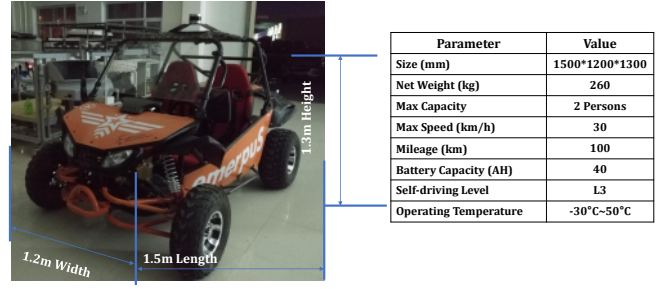 1.3m Height
emerpuS
1.2m Width
1.5m Length
Parameter Value
Size (mm) 1500*1200*1300
Net Weight (kg) 260
Max Capacity 2 Persons
Max Speed (km/h) 30
Mileage (km) 100
Battery Capacity (AH) 40
Self-driving Level L3
Operating Temperature -30°C~50°C